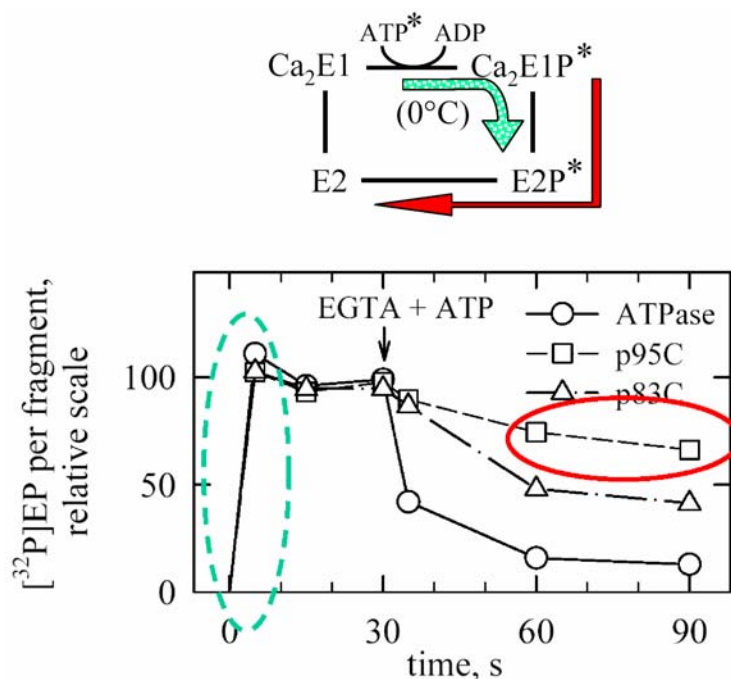 ATP* ADP
Ca₂E1 Ca₂E1P*
(0°C)
E2 E2P*
[³²P]EP per fragment,
relative scale
EGTA + ATP
ATPase
p95C
p83C
100
50
0
0 30 60 90
time, s